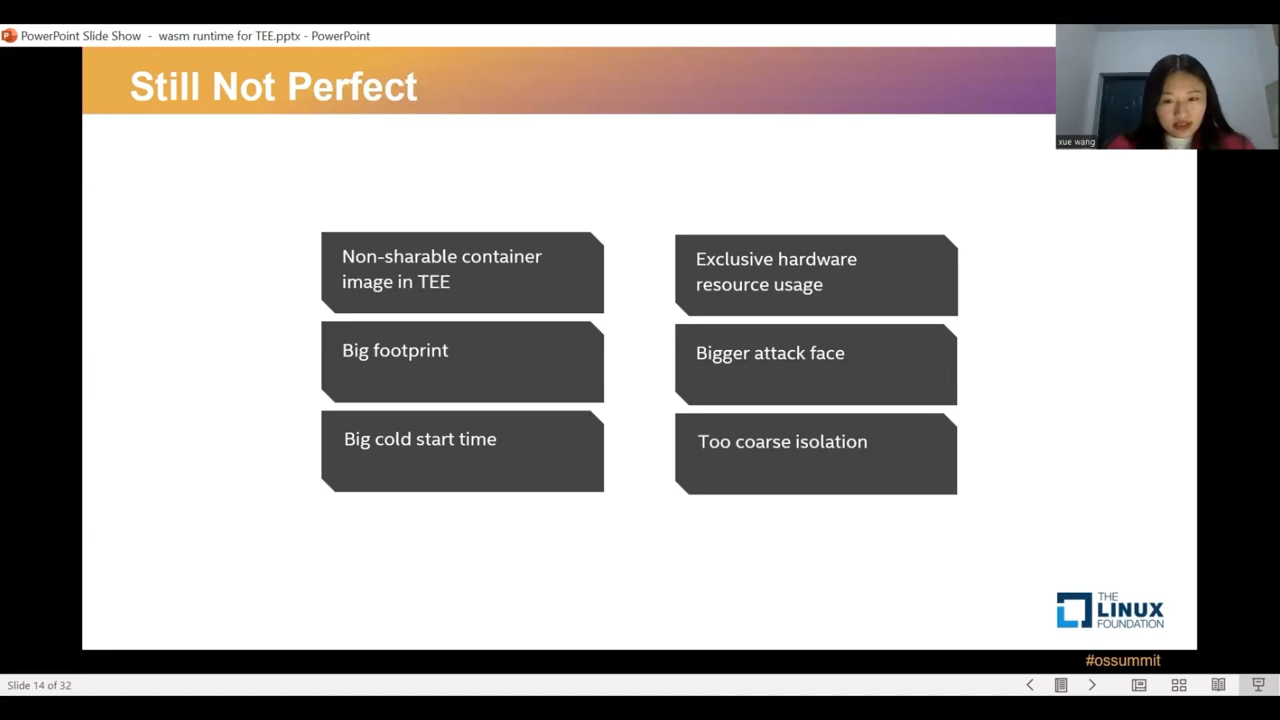 PowerPoint Slide Show - wasm runtime for TEE.pptx - PowerPoint
Still Not Perfect
xue wang
Non-sharable container
image in TEE
Big footprint
Big cold start time
Exclusive hardware
resource usage
Bigger attack face
Too coarse isolation
THE
LINUX
FOUNDATION
#ossummit
Slide 14 of 32